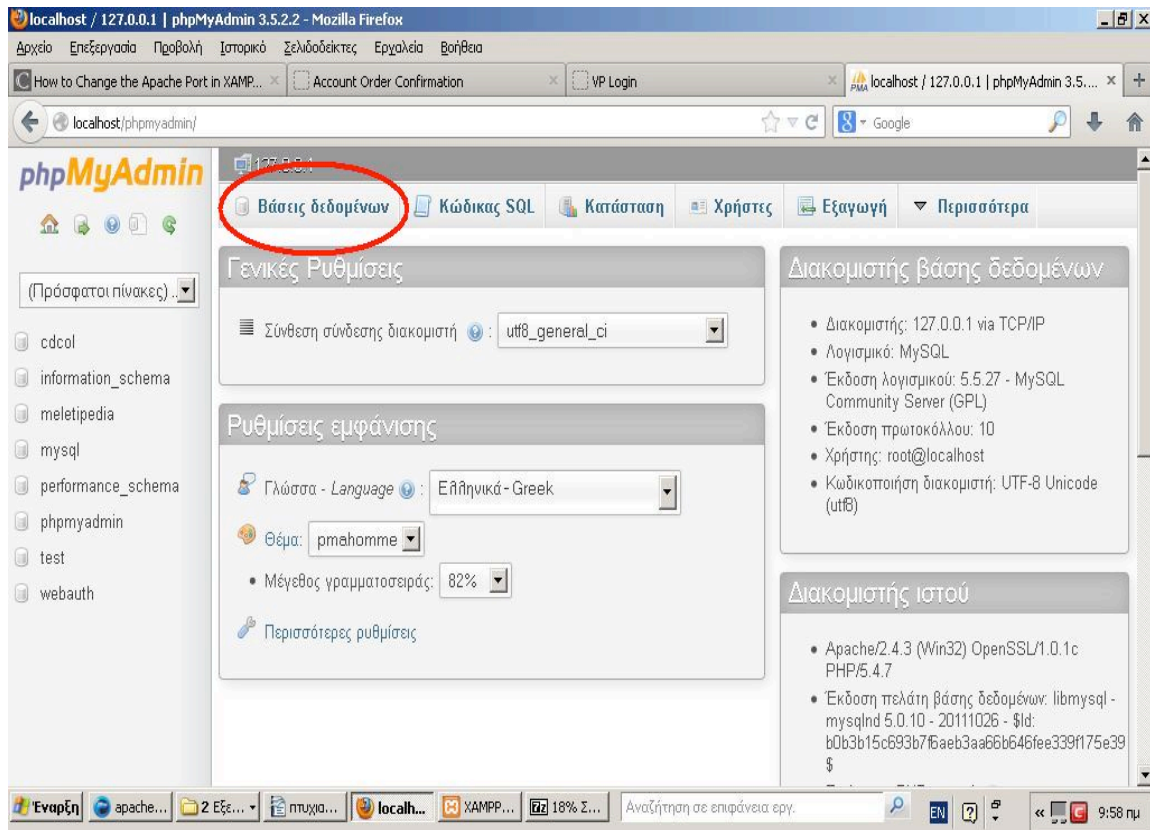 localhost / 127.0.0.1 | phpMyAdmin 3.5.2.2 - Mozilla Firefox
Αρχείο Επεξεργασία Προβολή Ιστορικό Σελιδοδείκτες Εργαλεία Βοήθεια
How to Change the Apache Port in XAMP... Account Order Confirmation VP Login localhost / 127.0.0.1 | phpMyAdmin 3.5....
localhost/phpmyadmin/ Google
phpMyAdmin
(Πρόσφατοι πίνακες) ..
cdcol
information_schema
meletipedia
mysql
performance_schema
phpmyadmin
test
webauth
127.0.0.1
Βάσεις δεδομένων Κώδικας SQL Κατάσταση Χρήστες Εξαγωγή Περισσότερα
Γενικές Ρυθμίσεις
Σύνθεση σύνδεσης διακομιστή : utf8_general_ci
Ρυθμίσεις εμφάνισης
Γλώσσα - Language : Ελληνικά - Greek
Θέμα: pmahomme
• Μέγεθος γραμματοσειράς: 82%
Περισσότερες ρυθμίσεις
Διακομιστής βάσης δεδομένων
• Διακομιστής: 127.0.0.1 via TCP/IP
• Λογισμικό: MySQL
• Έκδοση λογισμικού: 5.5.27 - MySQL
Community Server (GPL)
• Έκδοση πρωτοκόλλου: 10
• Χρήστης: root@localhost
• Κωδικοποίηση διακομιστή: UTF-8 Unicode
(utf8)
Διακομιστής ιστού
• Apache/2.4.3 (Win32) OpenSSL/1.0.1c
PHP/5.4.7
• Έκδοση πελάτη βάσης δεδομένων: libmysql -
mysqlnd 5.0.10 - 20111026 - $Id:
b0b3b15c693b7f6aeb3aa66b646fee339f175e39
$
Έναρξη apache... 2 Εξε... πτυχια... localh... XAMPP... 18% Σ... Αναζήτηση σε επιφάνεια εργ. EN « 9:58 πμ